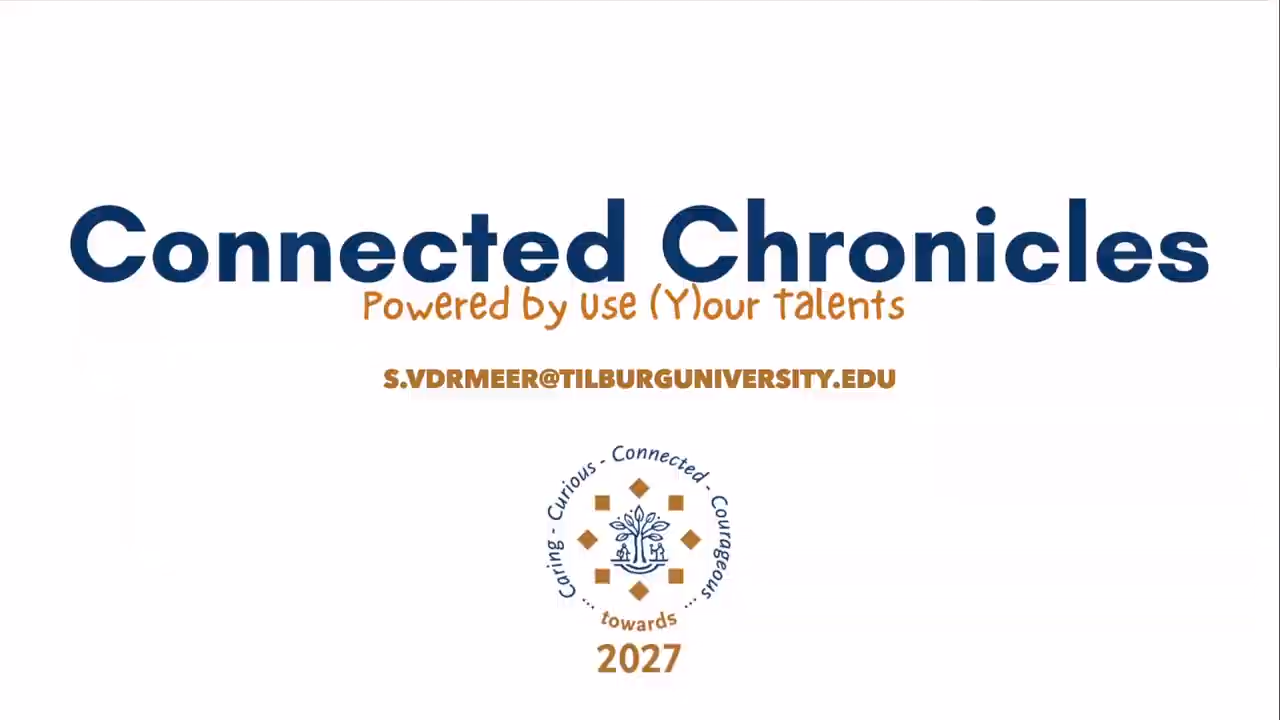 Connected Chronicles
Powered by use (Y)our Talents
S.VDRMEER@TILBURGUNIVERSITY.EDU
Caring - Curious - Connected - Courageous
... towards ...
2027